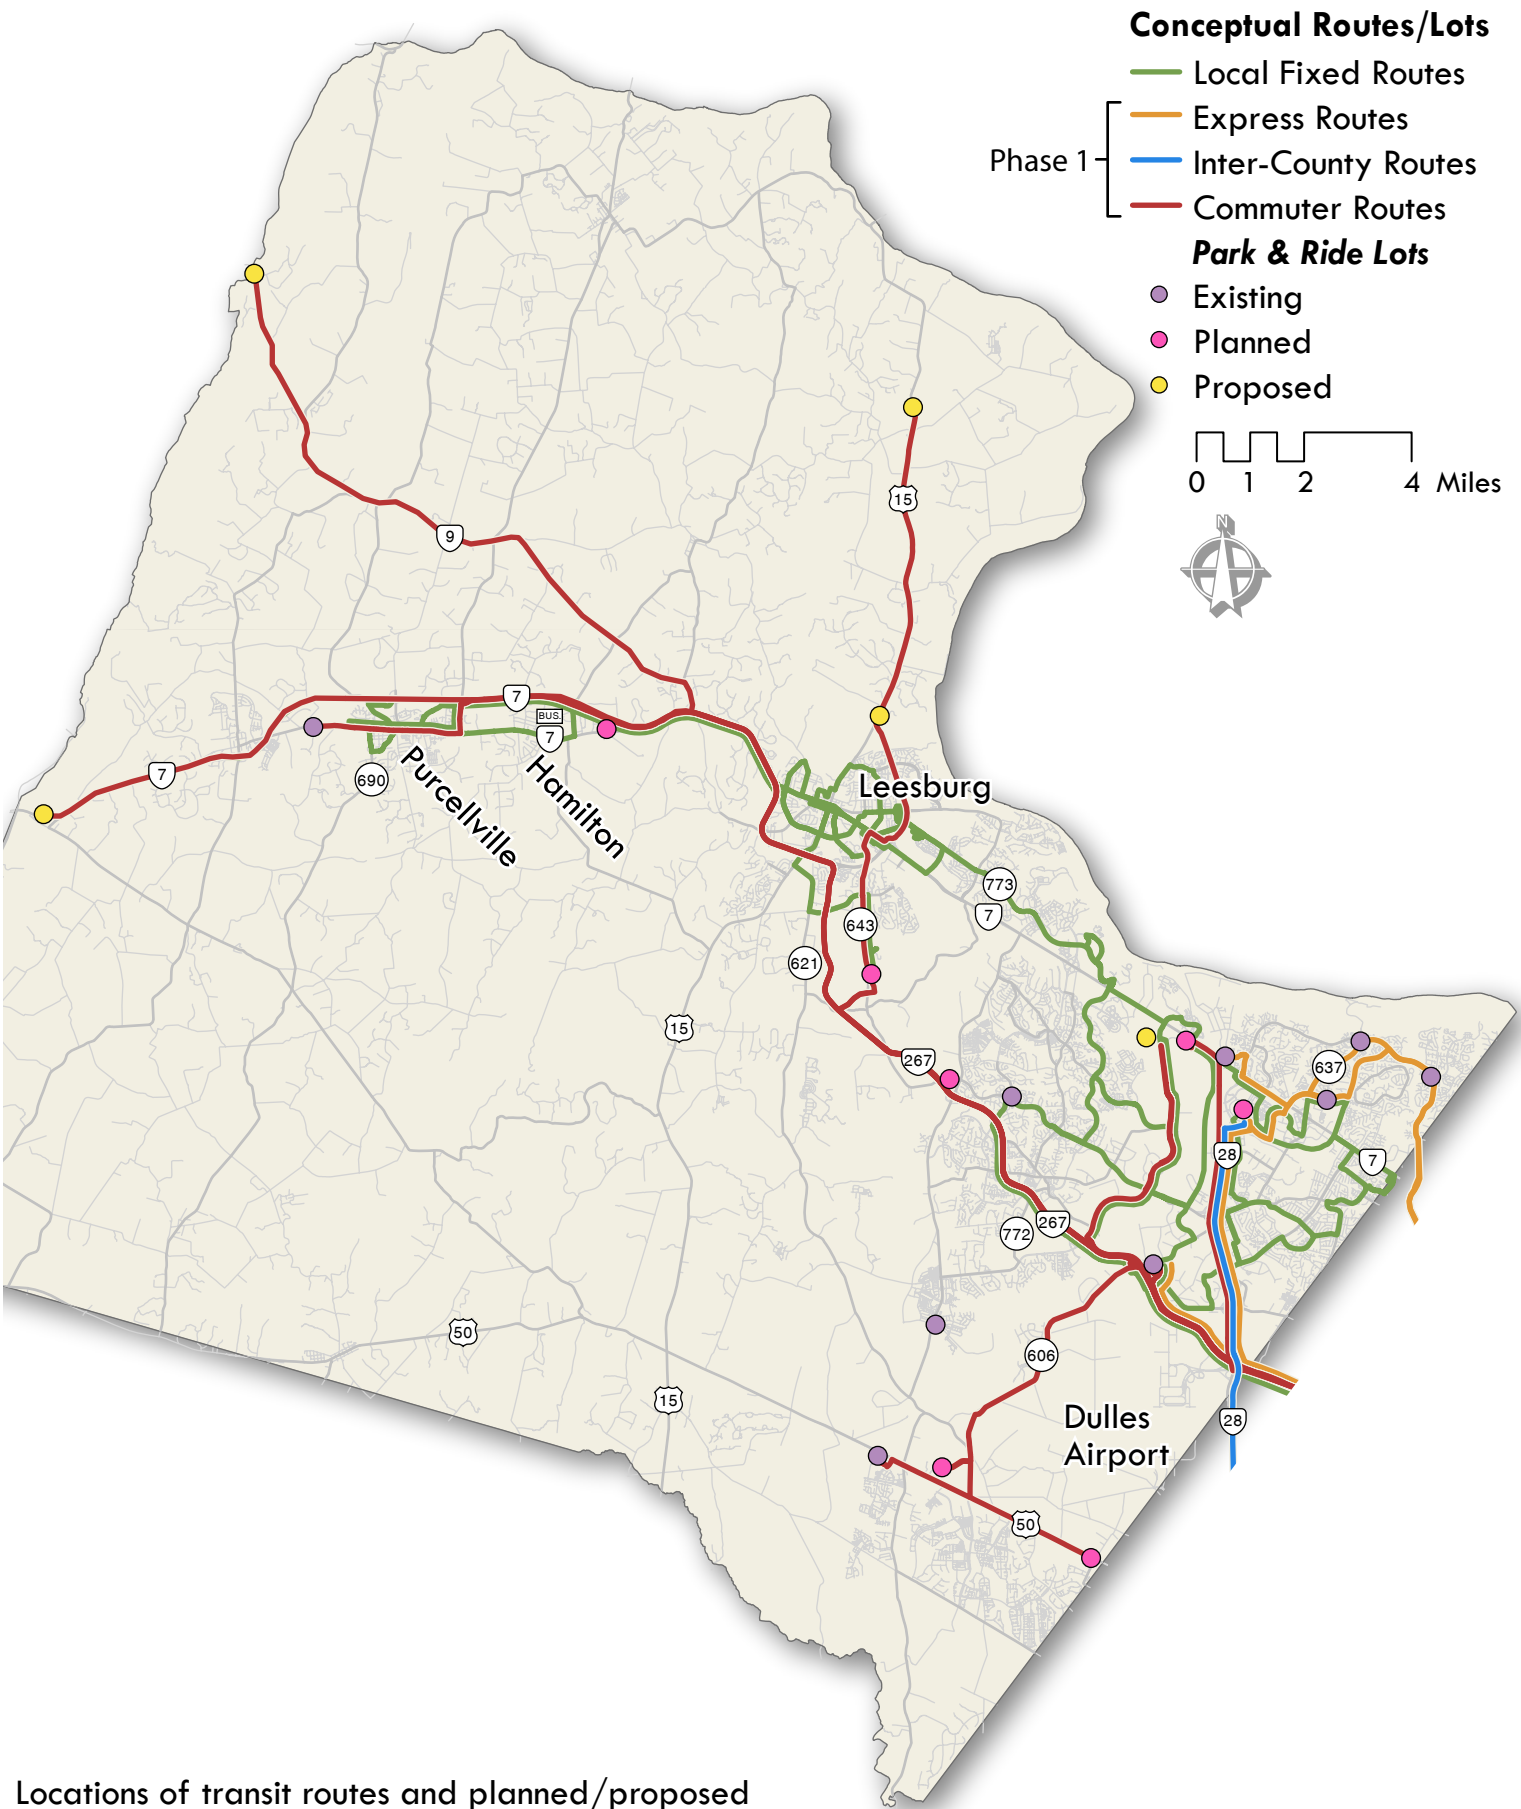 Conceptual Routes/Lots
Local Fixed Routes
Express Routes
Phase 1
Inter-County Routes
Commuter Routes
Park & Ride Lots
Existing
Planned
Proposed
0 1 2 4 Miles
N
15
9
7
BUS.
7
7
690
Purcellville
Hamilton
Leesburg
773
7
643
621
15
267
637
28
7
772
267
50
606
15
Dulles
Airport
28
50
Locations of transit routes and planned/proposed